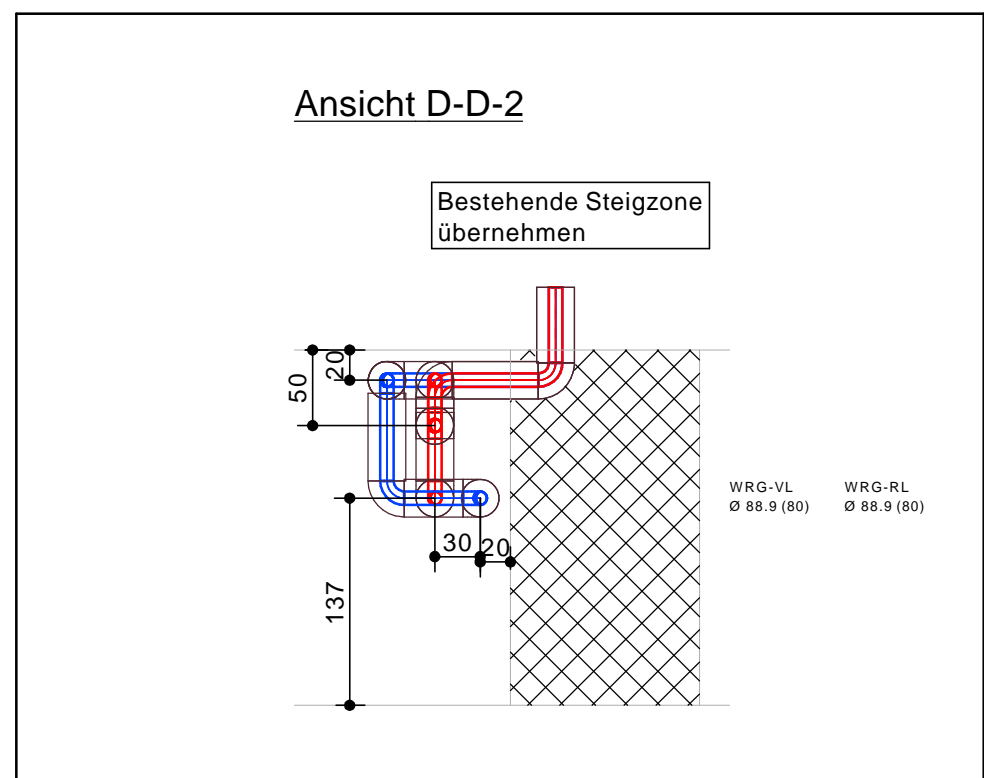 Ansicht D-D-2
Bestehende Steigzone
übernehmen
20
50
WRG-VL WRG-RL
Ø 88.9 (80) Ø 88.9 (80)
30
20
137